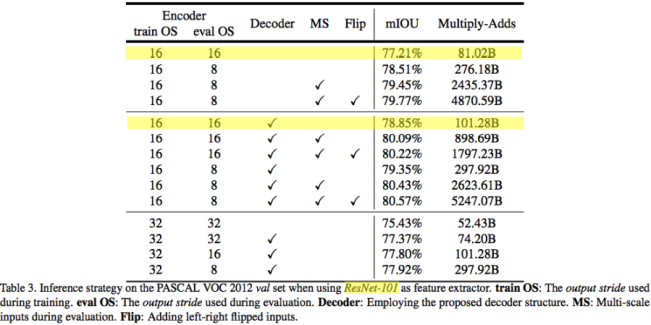 Encoder Decoder MS Flip mIOU Multiply-Adds
train OS eval OS
16 16 77.21% 81.02B
16 8 78.51% 276.18B
16 8 ✓ 79.45% 2435.37B
16 8 ✓ ✓ 79.77% 4870.59B
16 16 ✓ 78.85% 101.28B
16 16 ✓ ✓ 80.09% 898.69B
16 16 ✓ ✓ ✓ 80.22% 1797.23B
16 8 ✓ 79.35% 297.92B
16 8 ✓ ✓ 80.43% 2623.61B
16 8 ✓ ✓ ✓ 80.57% 5247.07B
32 32 75.43% 52.43B
32 32 ✓ 77.37% 74.20B
32 16 ✓ 77.80% 101.28B
32 8 ✓ 77.92% 297.92B
Table 3. Inference strategy on the PASCAL VOC 2012 val set when using ResNet-101 as feature extractor. train OS: The output stride used
during training. eval OS: The output stride used during evaluation. Decoder: Employing the proposed decoder structure. MS: Multi-scale
inputs during evaluation. Flip: Adding left-right flipped inputs.